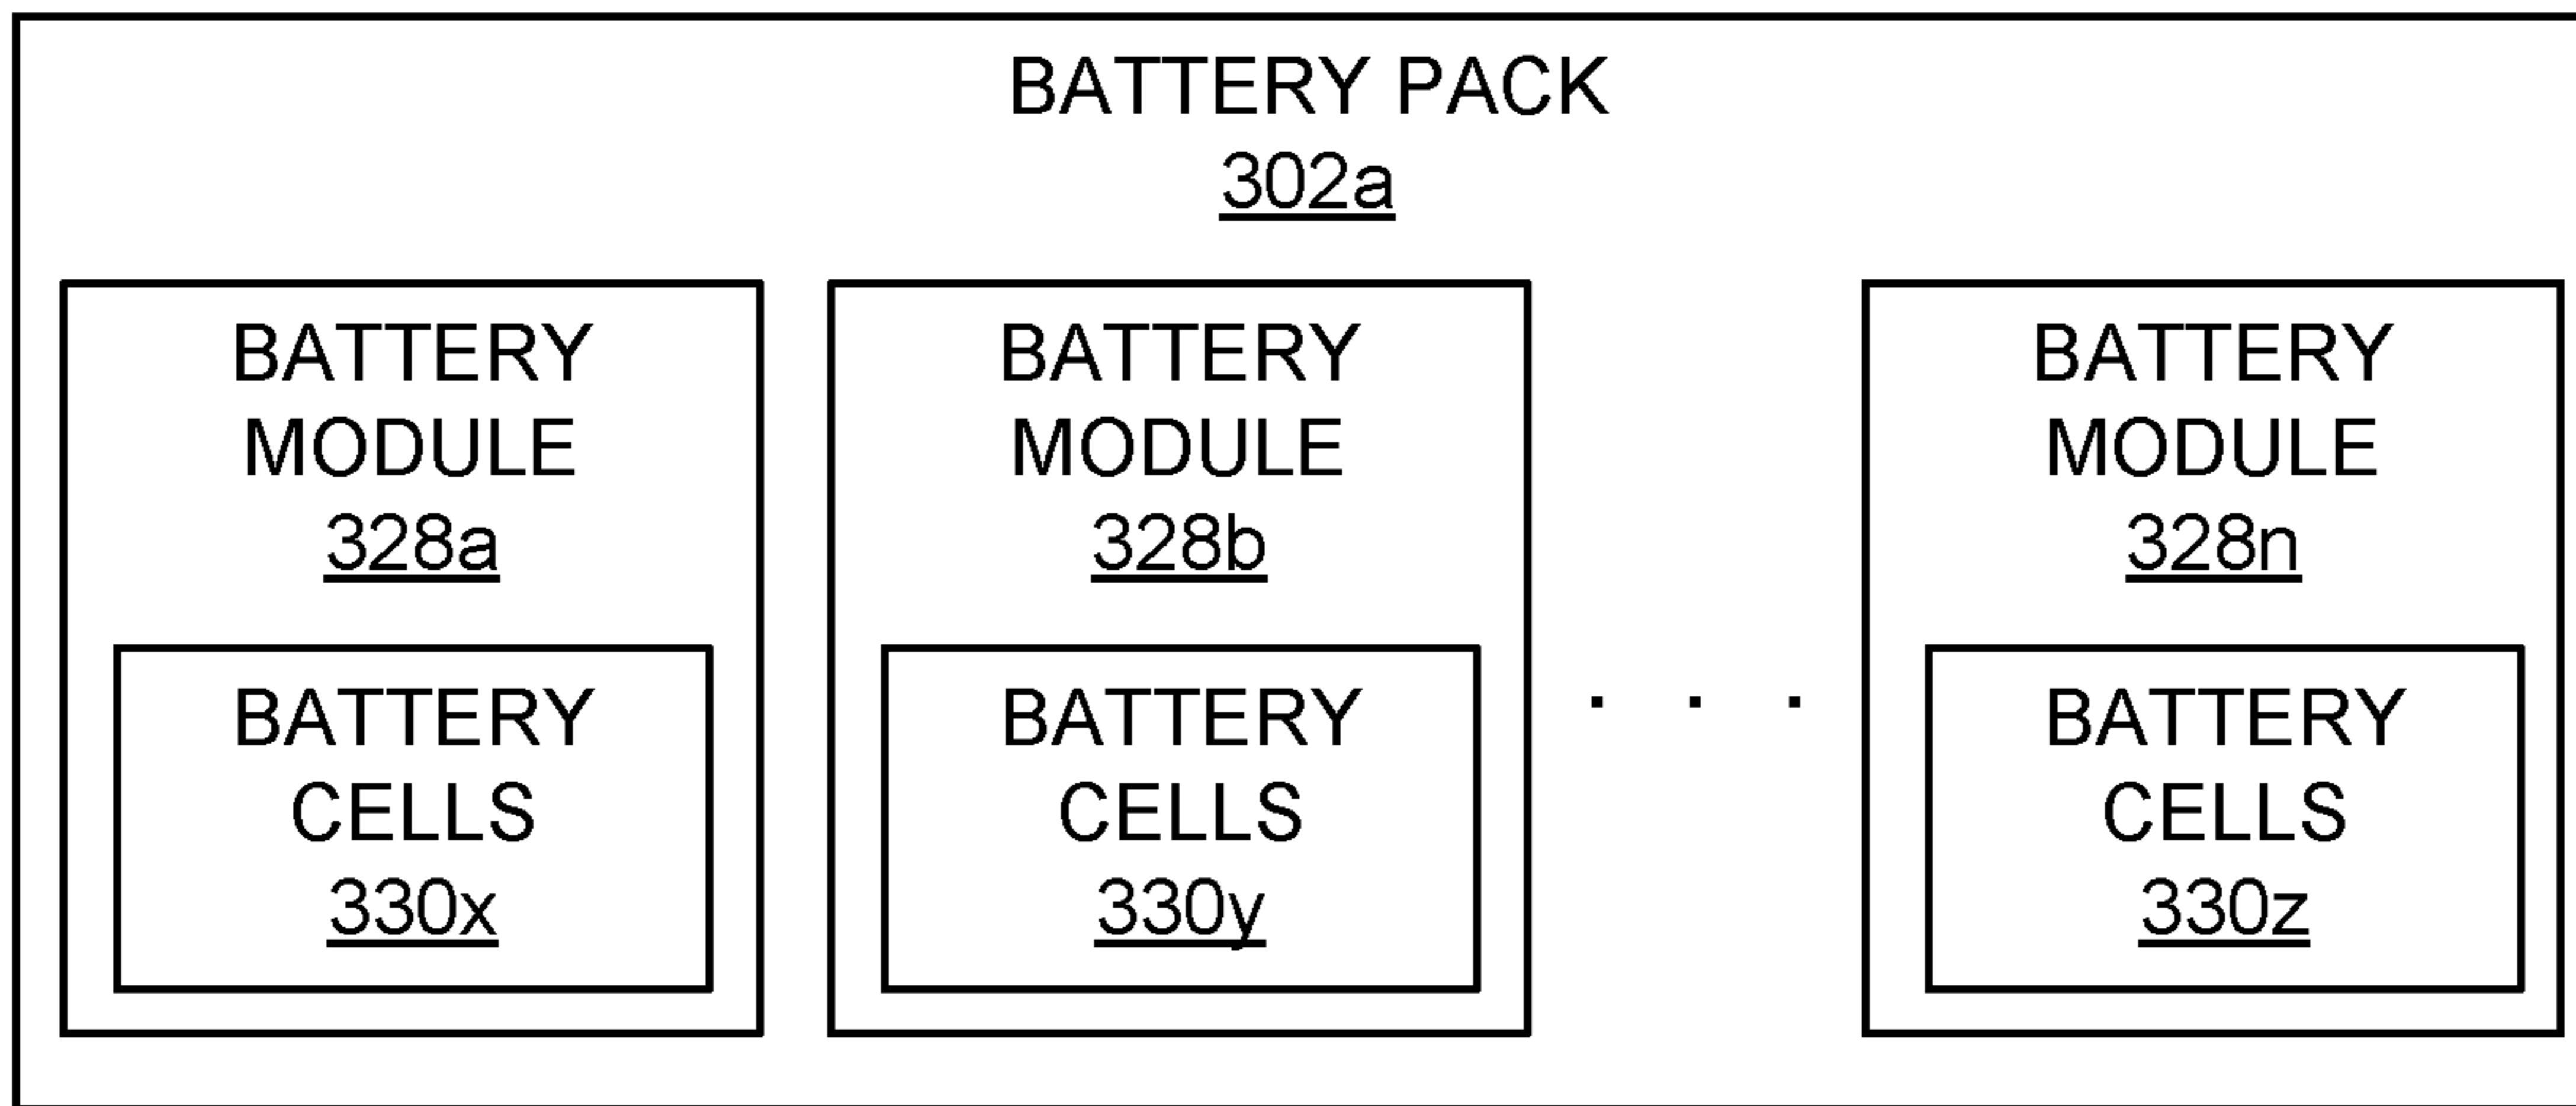 BATTERY PACK
302a
BATTERY
MODULE
328a
BATTERY
CELLS
330x
BATTERY
MODULE
328b
BATTERY
CELLS
330y
. . .
BATTERY
MODULE
328n
BATTERY
CELLS
330z